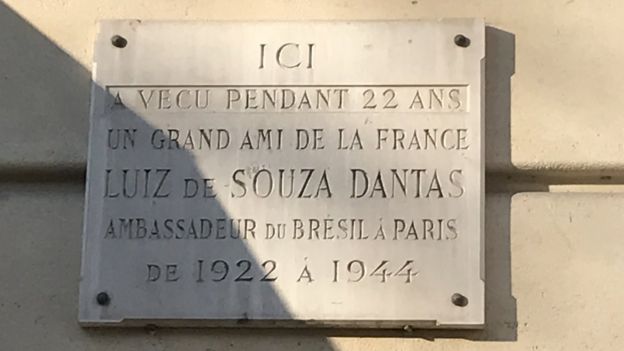 ICI
A VECU PENDANT 22 ANS
UN GRAND AMI DE LA FRANCE
LUIZ DE SOUZA DANTAS
AMBASSADEUR DU BRÉSIL À PARIS
DE 1922 À 1944